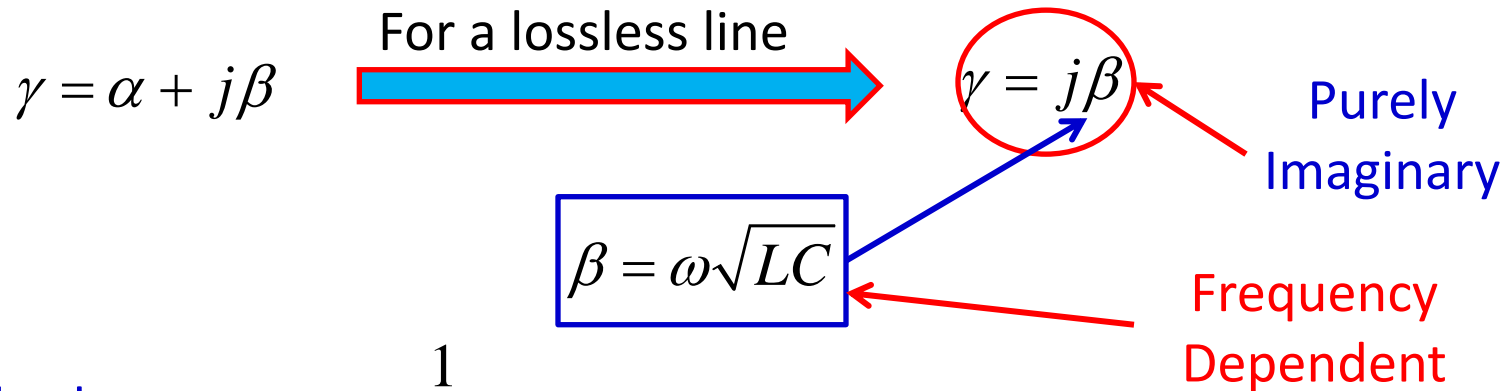 For a lossless line
γ = α + jβ
γ = jβ
Purely
Imaginary
β = ω√LC
Frequency
Dependent
1